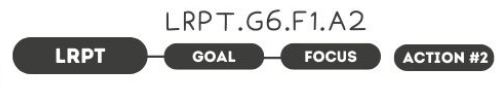 LRPT.G6.F1.A2
LRPT GOAL FOCUS ACTION #2